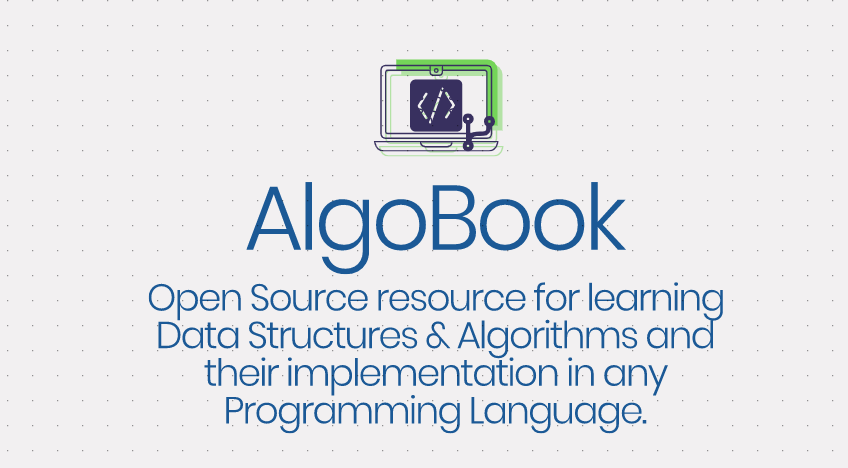 AlgoBook
Open Source resource for learning
Data Structures & Algorithms and
their implementation in any
Programming Language.